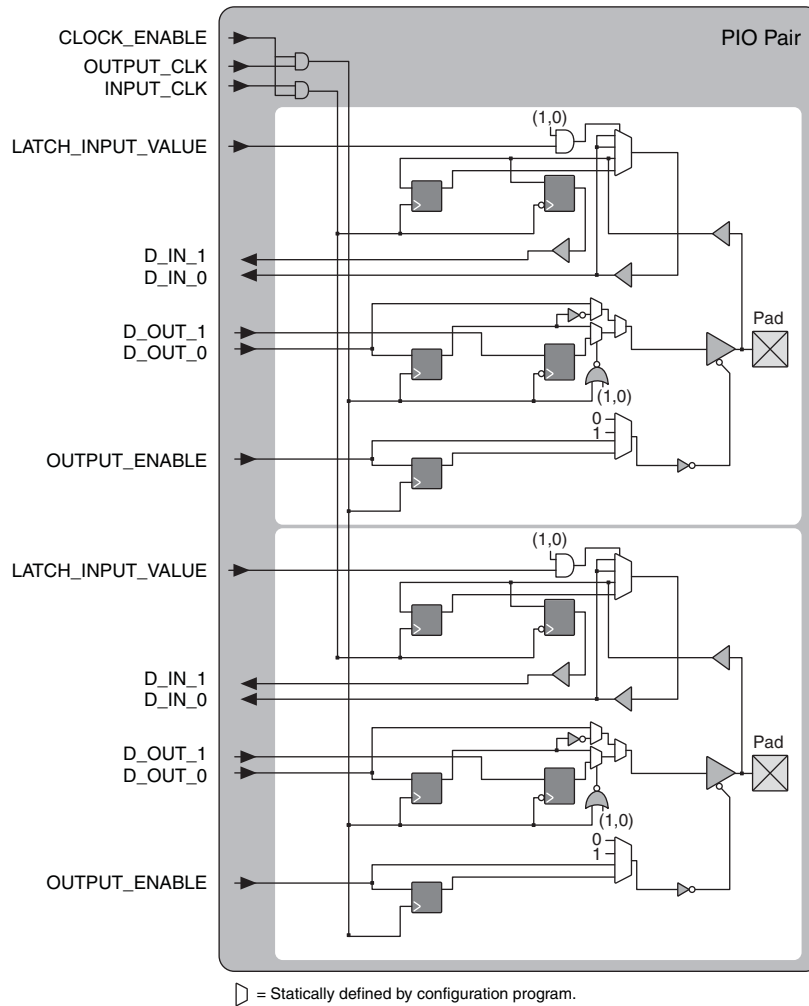 PIO Pair
CLOCK_ENABLE
OUTPUT_CLK
INPUT_CLK
(1,0)
LATCH_INPUT_VALUE
D_IN_1
D_IN_0
Pad
D_OUT_1
D_OUT_0
(1,0)
0
1
OUTPUT_ENABLE
(1,0)
LATCH_INPUT_VALUE
D_IN_1
D_IN_0
Pad
D_OUT_1
D_OUT_0
(1,0)
0
1
OUTPUT_ENABLE
= Statically defined by configuration program.